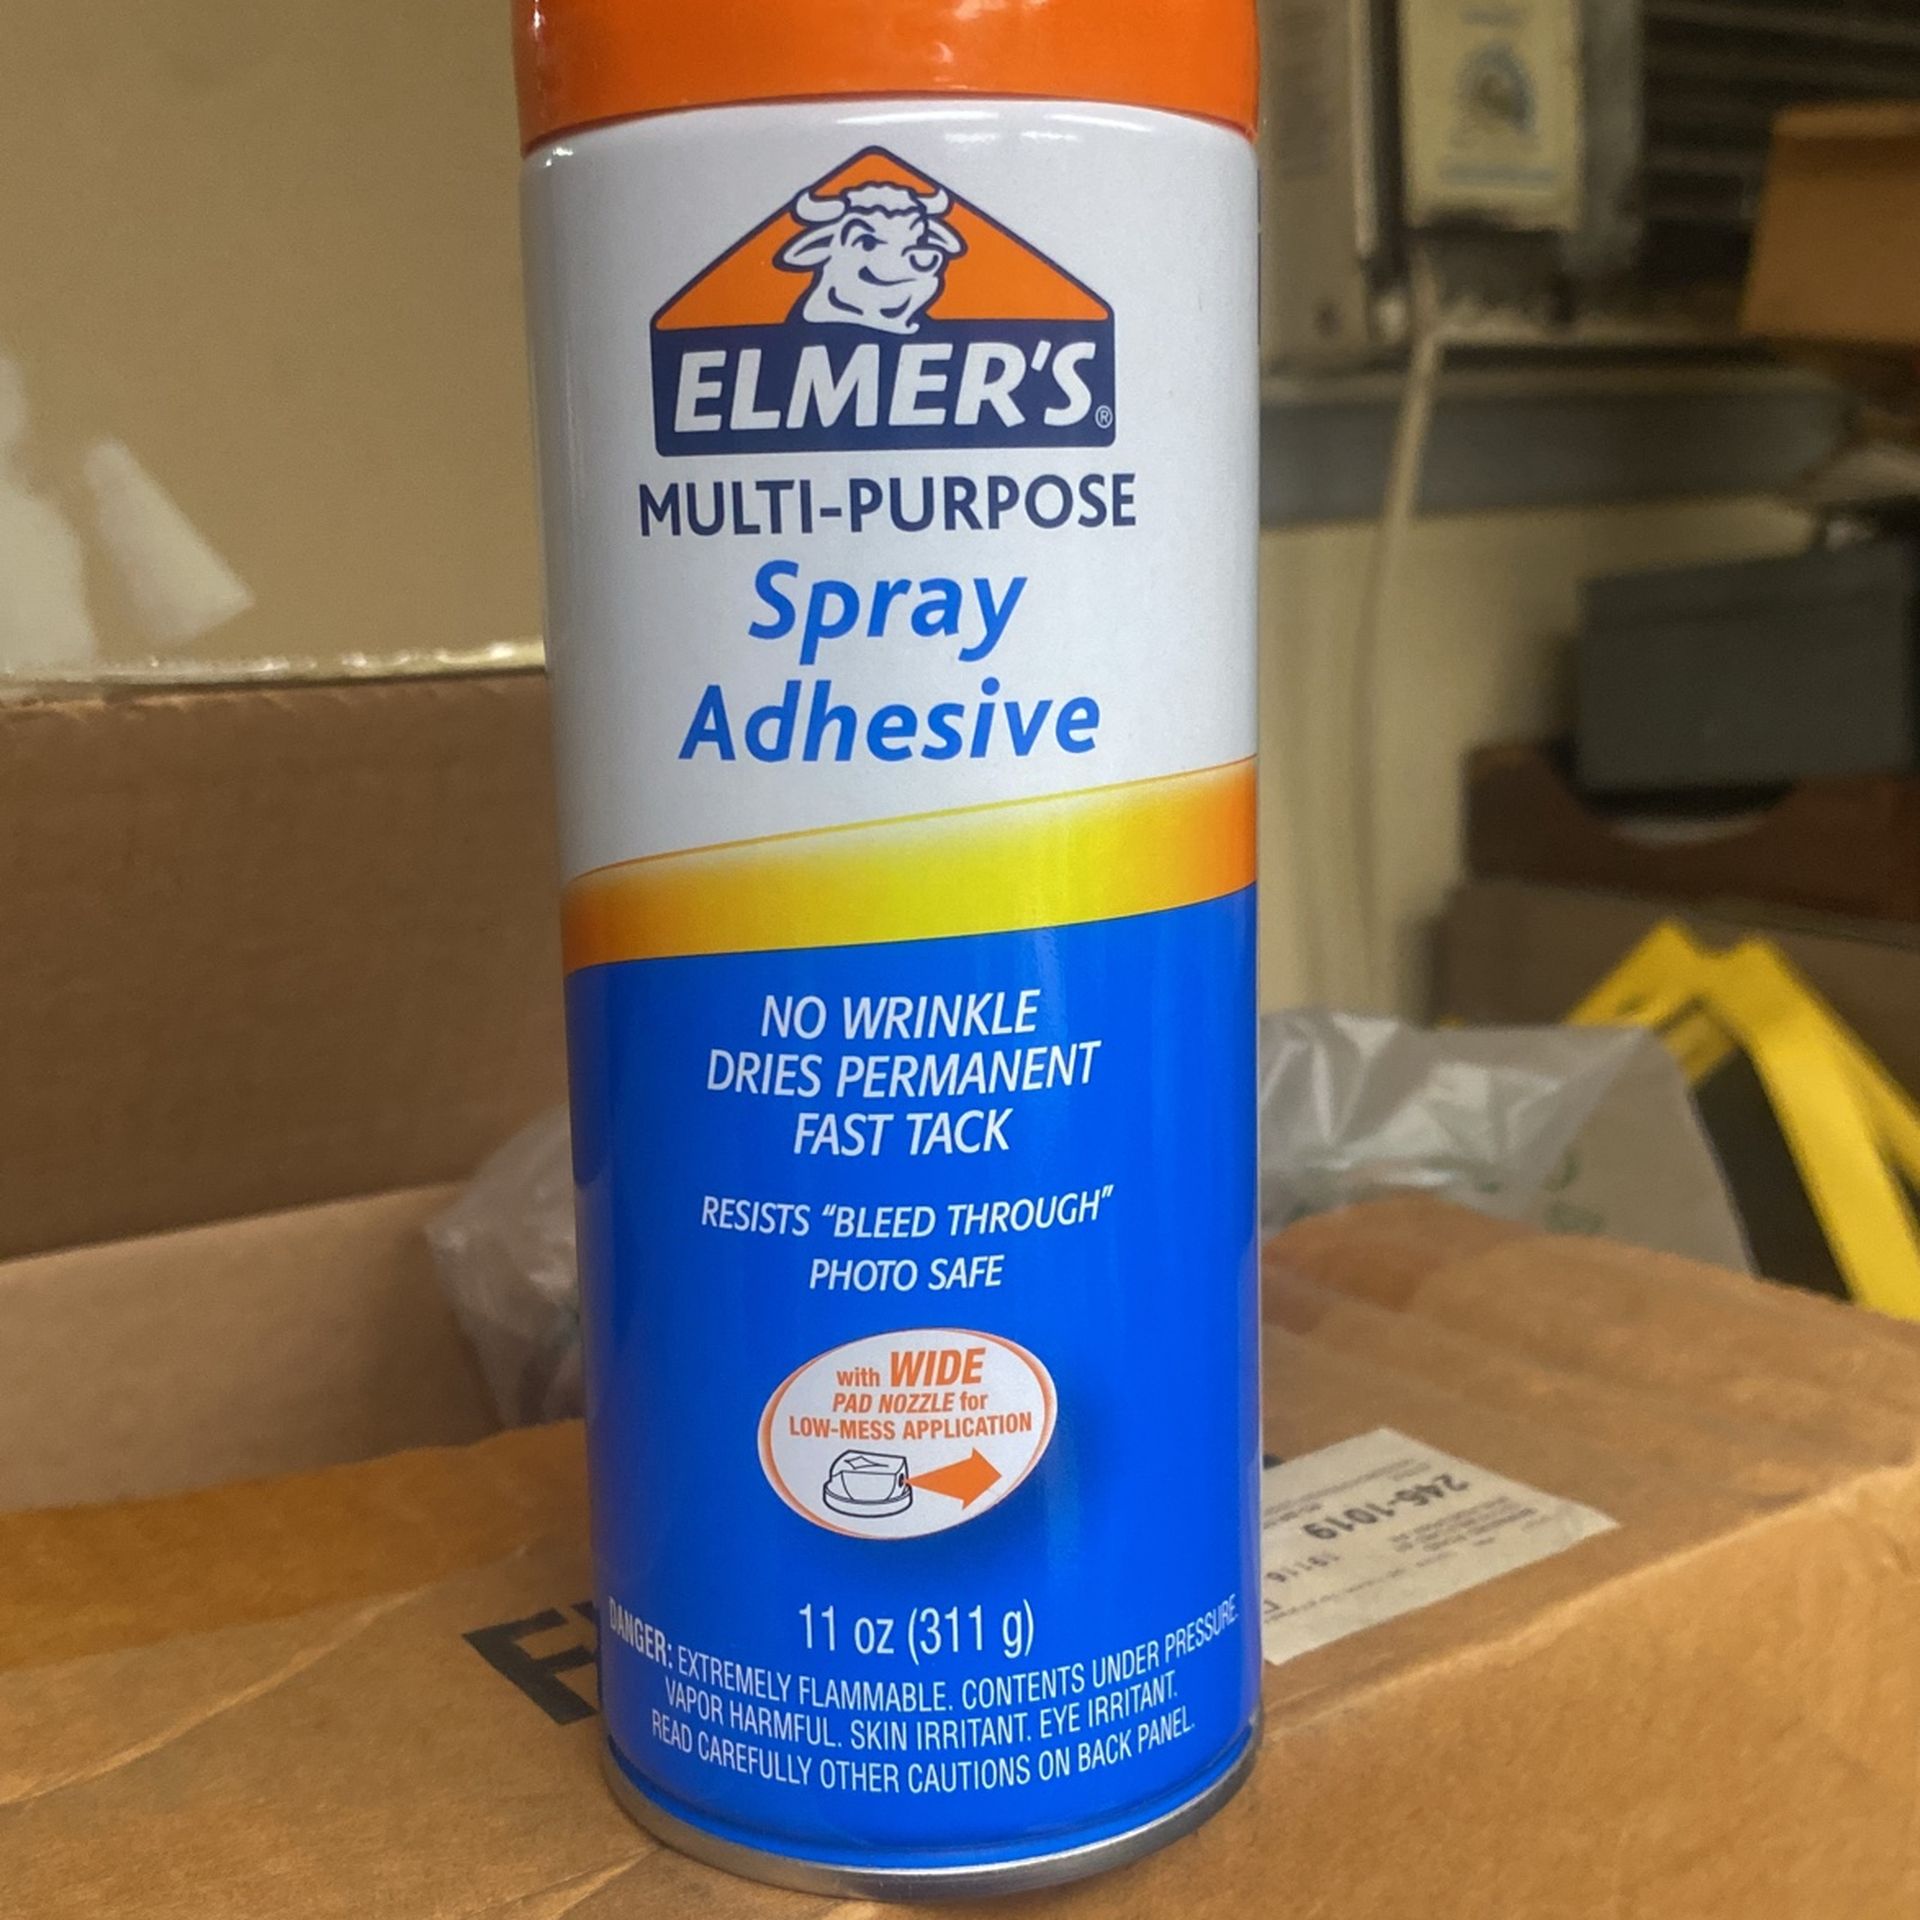 ELMER'S®
MULTI-PURPOSE
Spray
Adhesive
NO WRINKLE
DRIES PERMANENT
FAST TACK
RESISTS “BLEED THROUGH”
PHOTO SAFE
with WIDE
PAD NOZZLE for
LOW-MESS APPLICATION
11 oz (311 g)
DANGER: EXTREMELY FLAMMABLE. CONTENTS UNDER PRESSURE.
VAPOR HARMFUL. SKIN IRRITANT. EYE IRRITANT.
READ CAREFULLY OTHER CAUTIONS ON BACK PANEL.
246-1019
19116